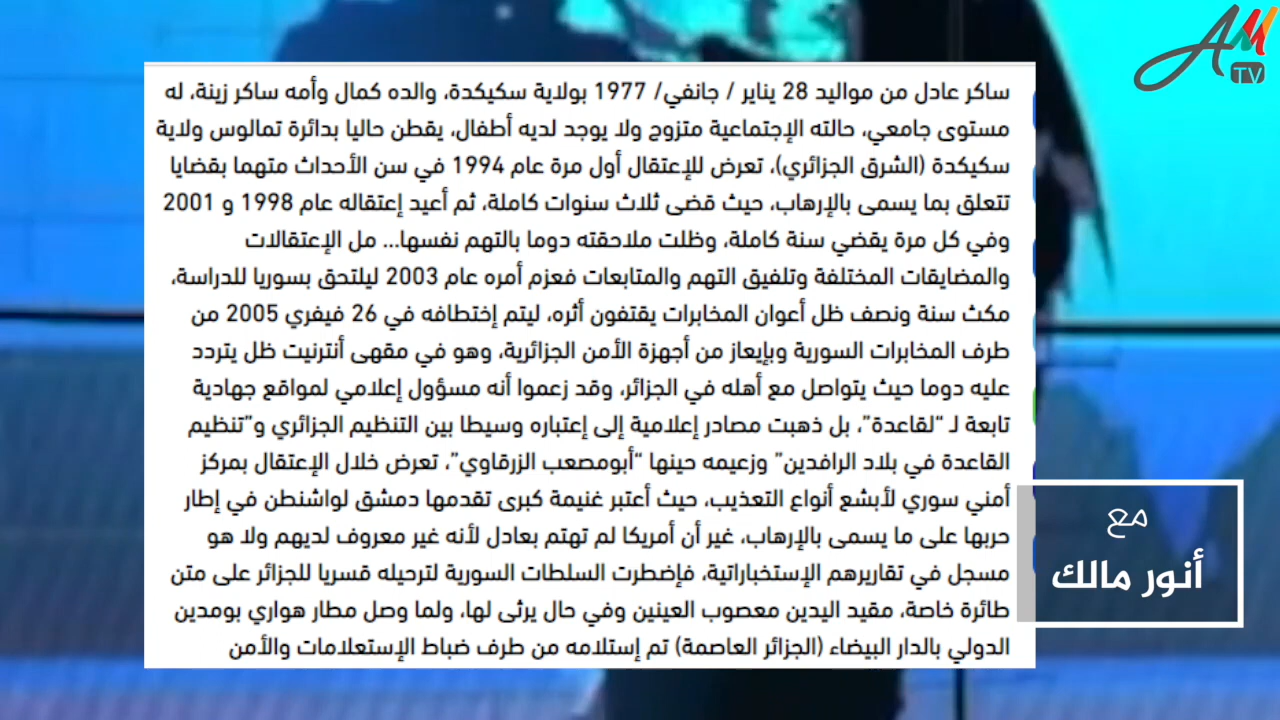 AM
TV
ساكر عادل من مواليد 28 يناير / جانفي/ 1977 بولاية سكيكدة، والده كمال وأمه ساكر زينة، له
مستوى جامعي، حالته الإجتماعية متزوج ولا يوجد لديه أطفال، يقطن حاليا بدائرة تمالوس ولاية
سكيكدة (الشرق الجزائري)، تعرض للإعتقال أول مرة عام 1994 في سن الأحداث متهما بقضايا
تتعلق بما يسمى بالإرهاب، حيث قضى ثلاث سنوات كاملة، ثم أعيد إعتقاله عام 1998 و 2001
وفي كل مرة يقضي سنة كاملة، وظلت ملاحقته دوما بالتهم نفسها... مل الإعتقالات
والمضايقات المختلفة وتلفيق التهم والمتابعات فعزم أمره عام 2003 ليلتحق بسوريا للدراسة،
مكث سنة ونصف ظل أعوان المخابرات يقتفون أثره، ليتم إختطافه في 26 فيفري 2005 من
طرف المخابرات السورية وبإيعاز من أجهزة الأمن الجزائرية، وهو في مقهى أنترنيت ظل يتردد
عليه دوما حيث يتواصل مع أهله في الجزائر، وقد زعموا أنه مسؤول إعلامي لمواقع جهادية
تابعة لـ “لقاعدة”، بل ذهبت مصادر إعلامية إلى إعتباره وسيطا بين التنظيم الجزائري و”تنظيم
القاعدة في بلاد الرافدين” وزعيمه حينها “أبومصعب الزرقاوي”، تعرض خلال الإعتقال بمركز
أمني سوري لأبشع أنواع التعذيب، حيث أعتبر غنيمة كبرى تقدمها دمشق لواشنطن في إطار
حربها على ما يسمى بالإرهاب، غير أن أمريكا لم تهتم بعادل لأنه غير معروف لديهم ولا هو
مسجل في تقاريرهم الإستخباراتية، فإضطرت السلطات السورية لترحيله قسريا للجزائر على متن
طائرة خاصة، مقيد اليدين معصوب العينين وفي حال يرثى لها، ولما وصل مطار هواري بومدين
الدولي بالدار البيضاء (الجزائر العاصمة) تم إستلامه من طرف ضباط الإستعلامات والأمن
مع
أنور مالك